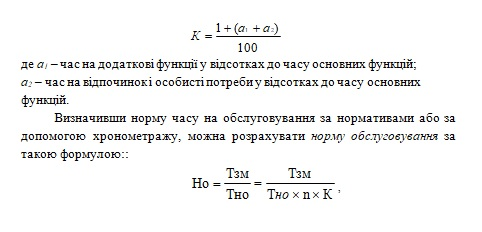 K = 1 + (a₁ + a₂) / 100
де a₁ – час на додаткові функції у відсотках до часу основних функцій;
a₂ – час на відпочинок і особисті потреби у відсотках до часу основних
функцій.
Визначивши норму часу на обслуговування за нормативами або за
допомогою хронометражу, можна розрахувати норму обслуговування за
такою формулою::
Но = Тзм / Тно = Тзм / Тно × n × К ,